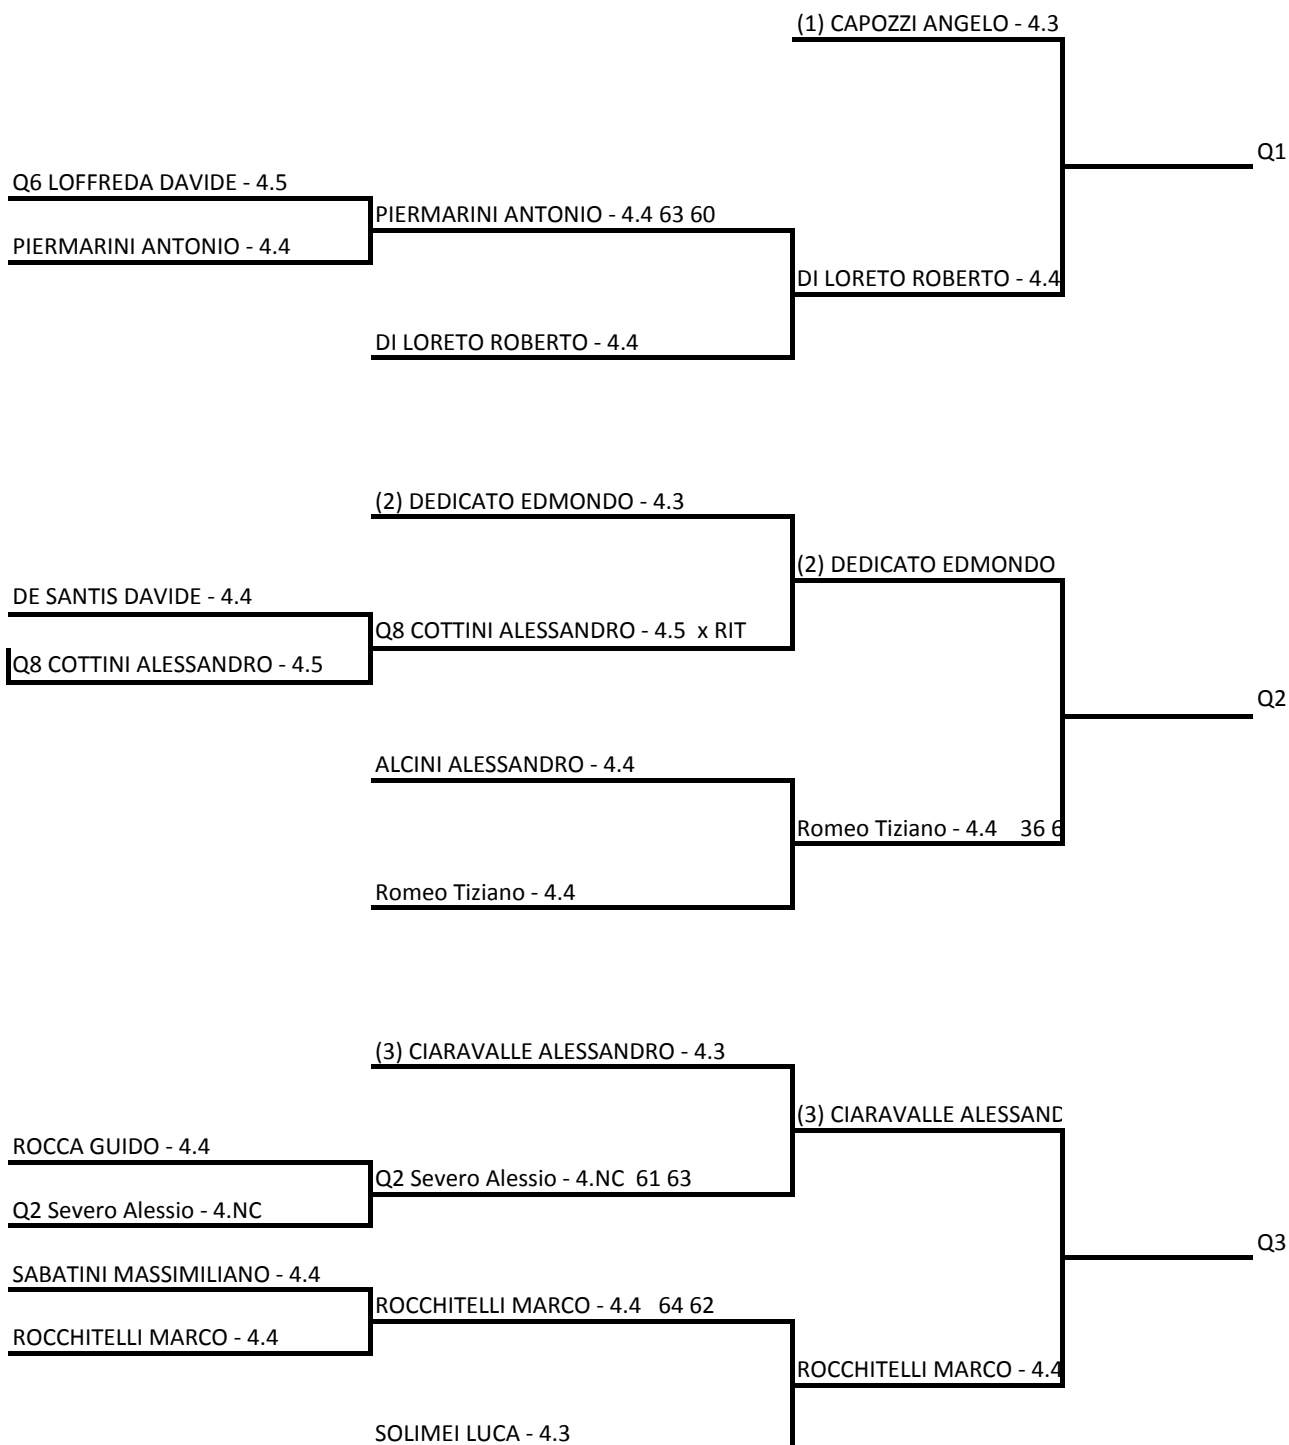 (1) CAPOZZI ANGELO - 4.3
Q1
Q6 LOFFREDA DAVIDE - 4.5
PIERMARINI ANTONIO - 4.4 63 60
PIERMARINI ANTONIO - 4.4
DI LORETO ROBERTO - 4.4
DI LORETO ROBERTO - 4.4
(2) DEDICATO EDMONDO - 4.3
(2) DEDICATO EDMONDO
DE SANTIS DAVIDE - 4.4
Q8 COTTINI ALESSANDRO - 4.5 x RIT
Q8 COTTINI ALESSANDRO - 4.5
Q2
ALCINI ALESSANDRO - 4.4
Romeo Tiziano - 4.4 36 6
Romeo Tiziano - 4.4
(3) CIARAVALLE ALESSANDRO - 4.3
(3) CIARAVALLE ALESSAND
ROCCA GUIDO - 4.4
Q2 Severo Alessio - 4.NC 61 63
Q2 Severo Alessio - 4.NC
Q3
SABATINI MASSIMILIANO - 4.4
ROCCHITELLI MARCO - 4.4 64 62
ROCCHITELLI MARCO - 4.4
ROCCHITELLI MARCO - 4.4
SOLIMEI LUCA - 4.3